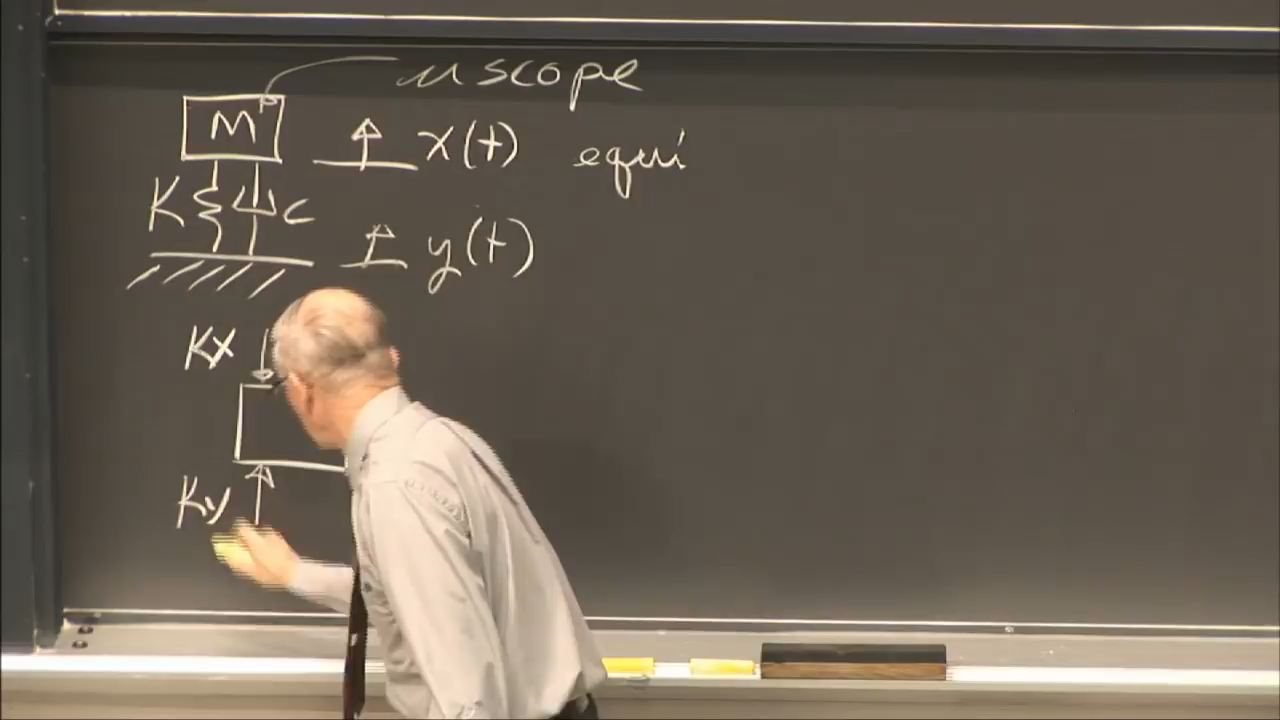 μscope
M x(t) equi
K c y(t)
Kx
Ky